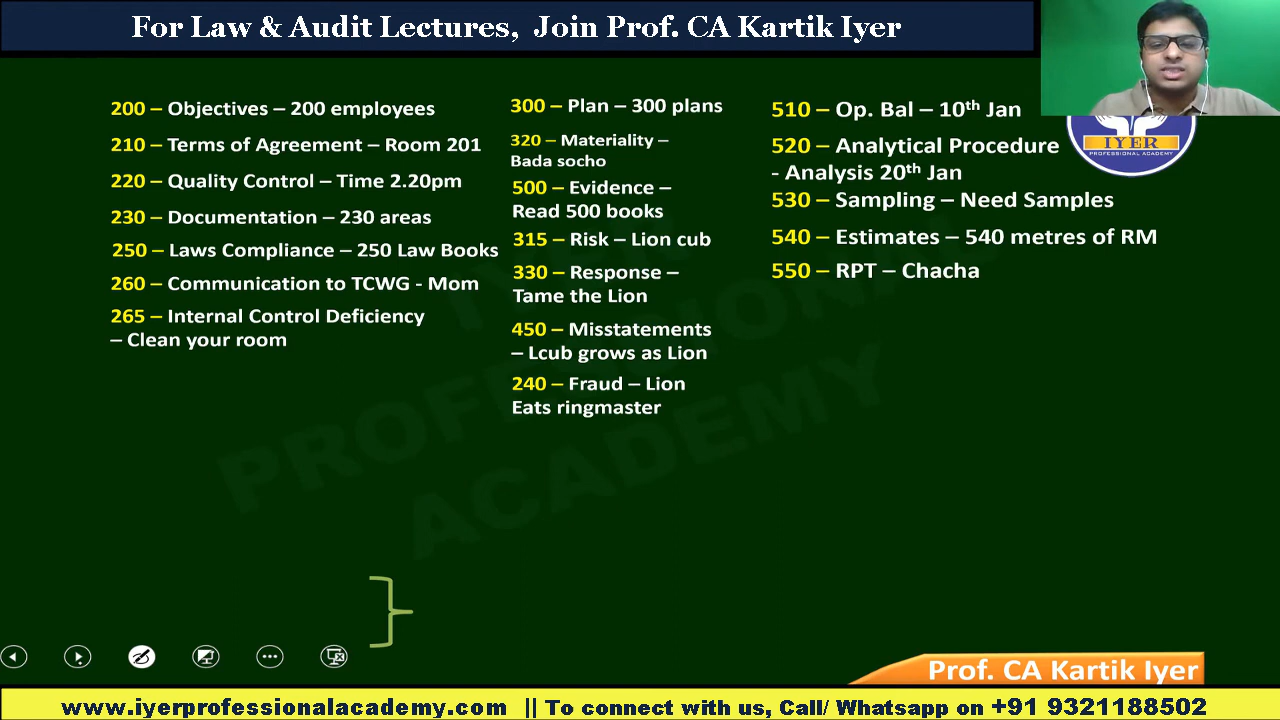 For Law & Audit Lectures, Join Prof. CA Kartik Iyer
200 – Objectives – 200 employees
210 – Terms of Agreement – Room 201
220 – Quality Control – Time 2.20pm
230 – Documentation – 230 areas
250 – Laws Compliance – 250 Law Books
260 – Communication to TCWG - Mom
265 – Internal Control Deficiency
– Clean your room
300 – Plan – 300 plans
320 – Materiality –
Bada socho
500 – Evidence –
Read 500 books
315 – Risk – Lion cub
330 – Response –
Tame the Lion
450 – Misstatements
– Lcub grows as Lion
240 – Fraud – Lion
Eats ringmaster
510 – Op. Bal – 10th Jan
520 – Analytical Procedure
- Analysis 20th Jan
530 – Sampling – Need Samples
540 – Estimates – 540 metres of RM
550 – RPT – Chacha
IYER
PROFESSIONAL ACADEMY
IYER
PROFESSIONAL
ACADEMY
Prof. CA Kartik Iyer
www.iyerprofessionalacademy.com || To connect with us, Call/ Whatsapp on +91 9321188502